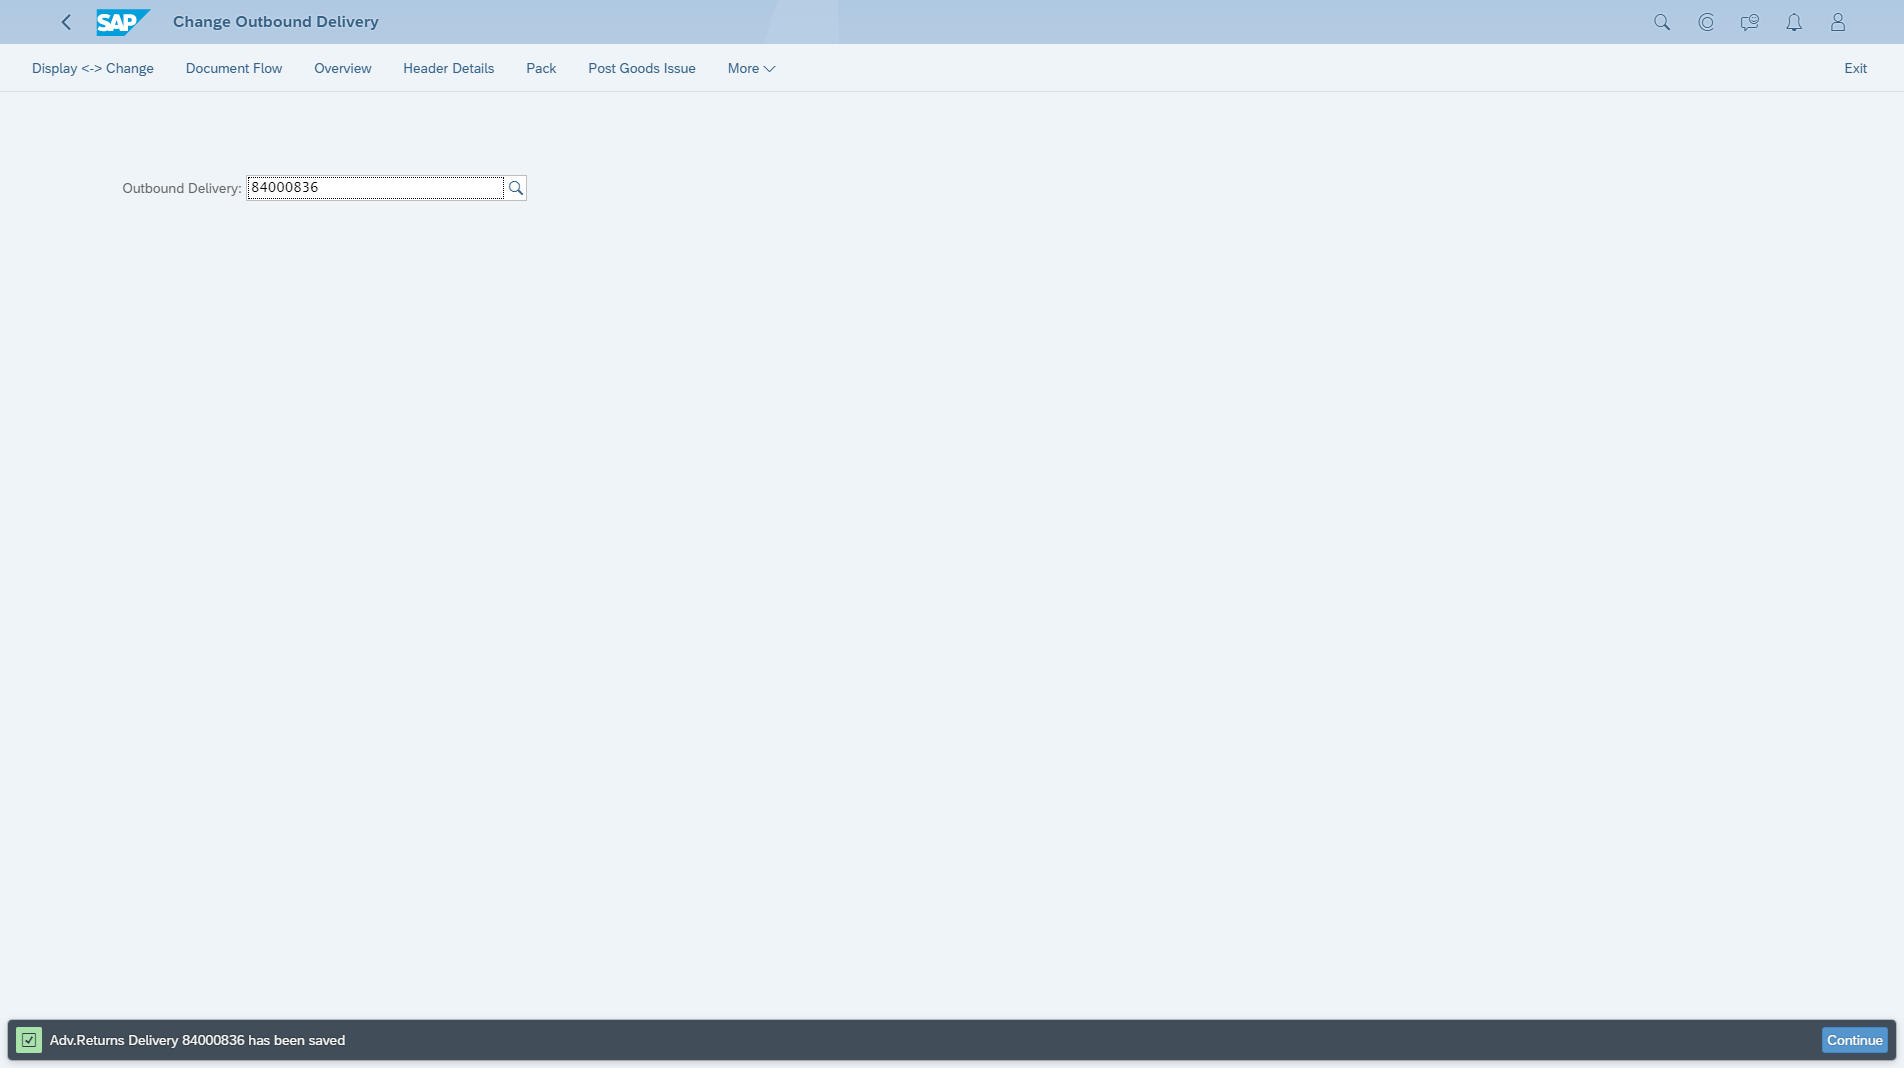 SAP Change Outbound Delivery
Display <-> Change Document Flow Overview Header Details Pack Post Goods Issue More Exit
Outbound Delivery: 84000836
Adv.Returns Delivery 84000836 has been saved Continue